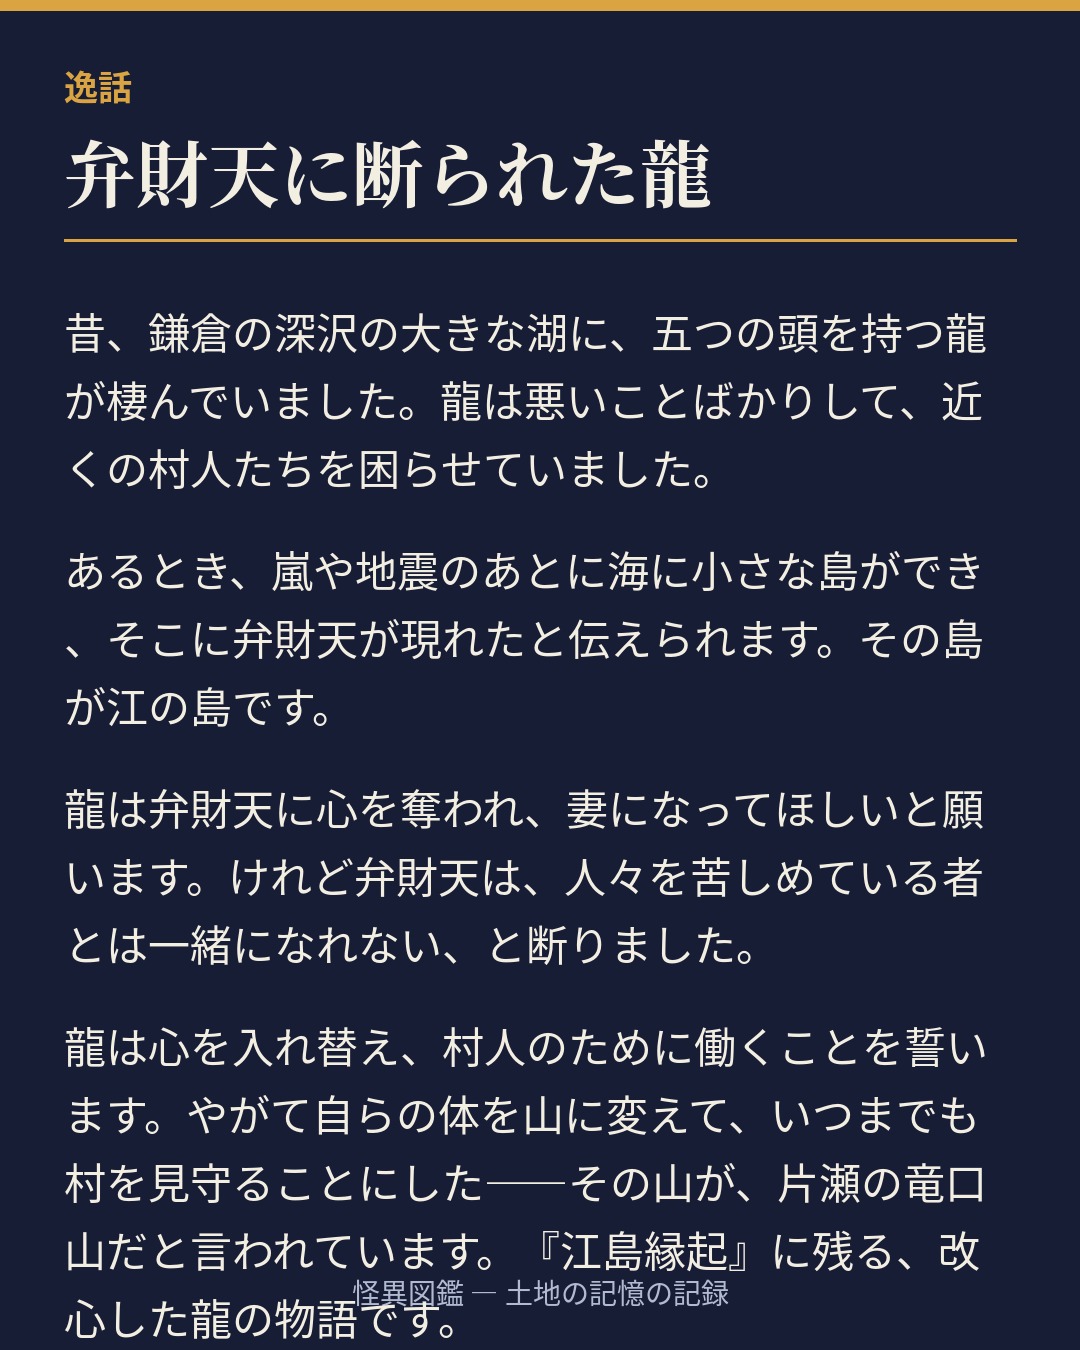 逸話
弁財天に断られた龍
昔、鎌倉の深沢の大きな湖に、五つの頭を持つ龍
が棲んでいました。龍は悪いことばかりして、近
くの村人たちを困らせていました。
あるとき、嵐や地震のあとに海に小さな島ができ
、そこに弁財天が現れたと伝えられます。その島
が江の島です。
龍は弁財天に心を奪われ、妻になってほしいと願
います。けれど弁財天は、人々を苦しめている者
とは一緒になれない、と断りました。
龍は心を入れ替え、村人のために働くことを誓い
ます。やがて自らの体を山に変えて、いつまでも
村を見守ることにした──その山が、片瀬の竜口
山だと言われています。『江島縁起』に残る、改
心した龍の物語です。
怪異図鑑 — 土地の記憶の記録